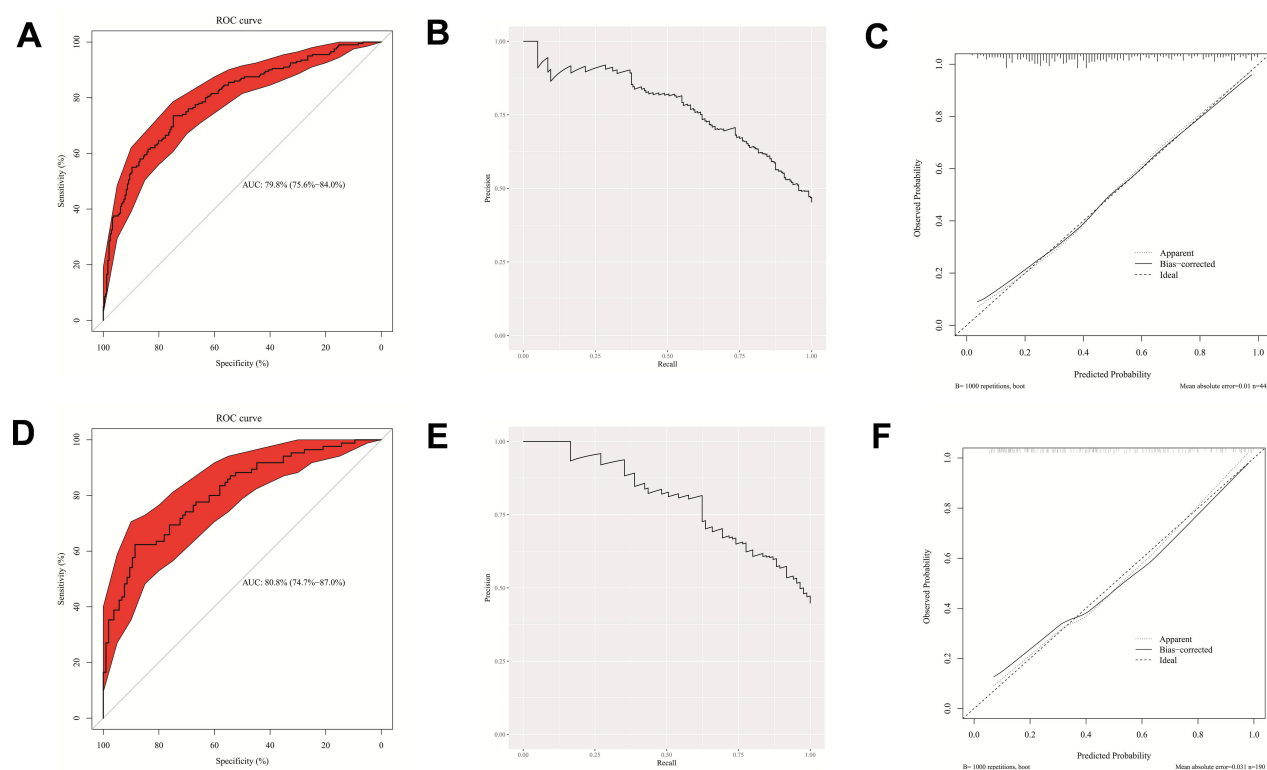 A
ROC curve
Sensitivity (%)
100
80
60
40
20
0
AUC: 79.8% (75.6%−84.0%)
100
80
60
40
20
0
Specificity (%)
B
Precision
1.00
0.75
0.50
0.25
0.00
0.00
0.25
0.50
0.75
1.00
Recall
C
Observed Probability
1.0
0.8
0.6
0.4
0.2
0.0
Apparent
Bias−corrected
Ideal
0.0
0.2
0.4
0.6
0.8
1.0
Predicted Probability
B= 1000 repetitions, boot
Mean absolute error=0.01 n=44
D
ROC curve
Sensitivity (%)
100
80
60
40
20
0
AUC: 80.8% (74.7%−87.0%)
100
80
60
40
20
0
Specificity (%)
E
Precision
1.00
0.75
0.50
0.25
0.00
0.00
0.25
0.50
0.75
1.00
Recall
F
Observed Probability
1.0
0.8
0.6
0.4
0.2
0.0
Apparent
Bias−corrected
Ideal
0.0
0.2
0.4
0.6
0.8
1.0
Predicted Probability
B= 1000 repetitions, boot
Mean absolute error=0.031 n=190